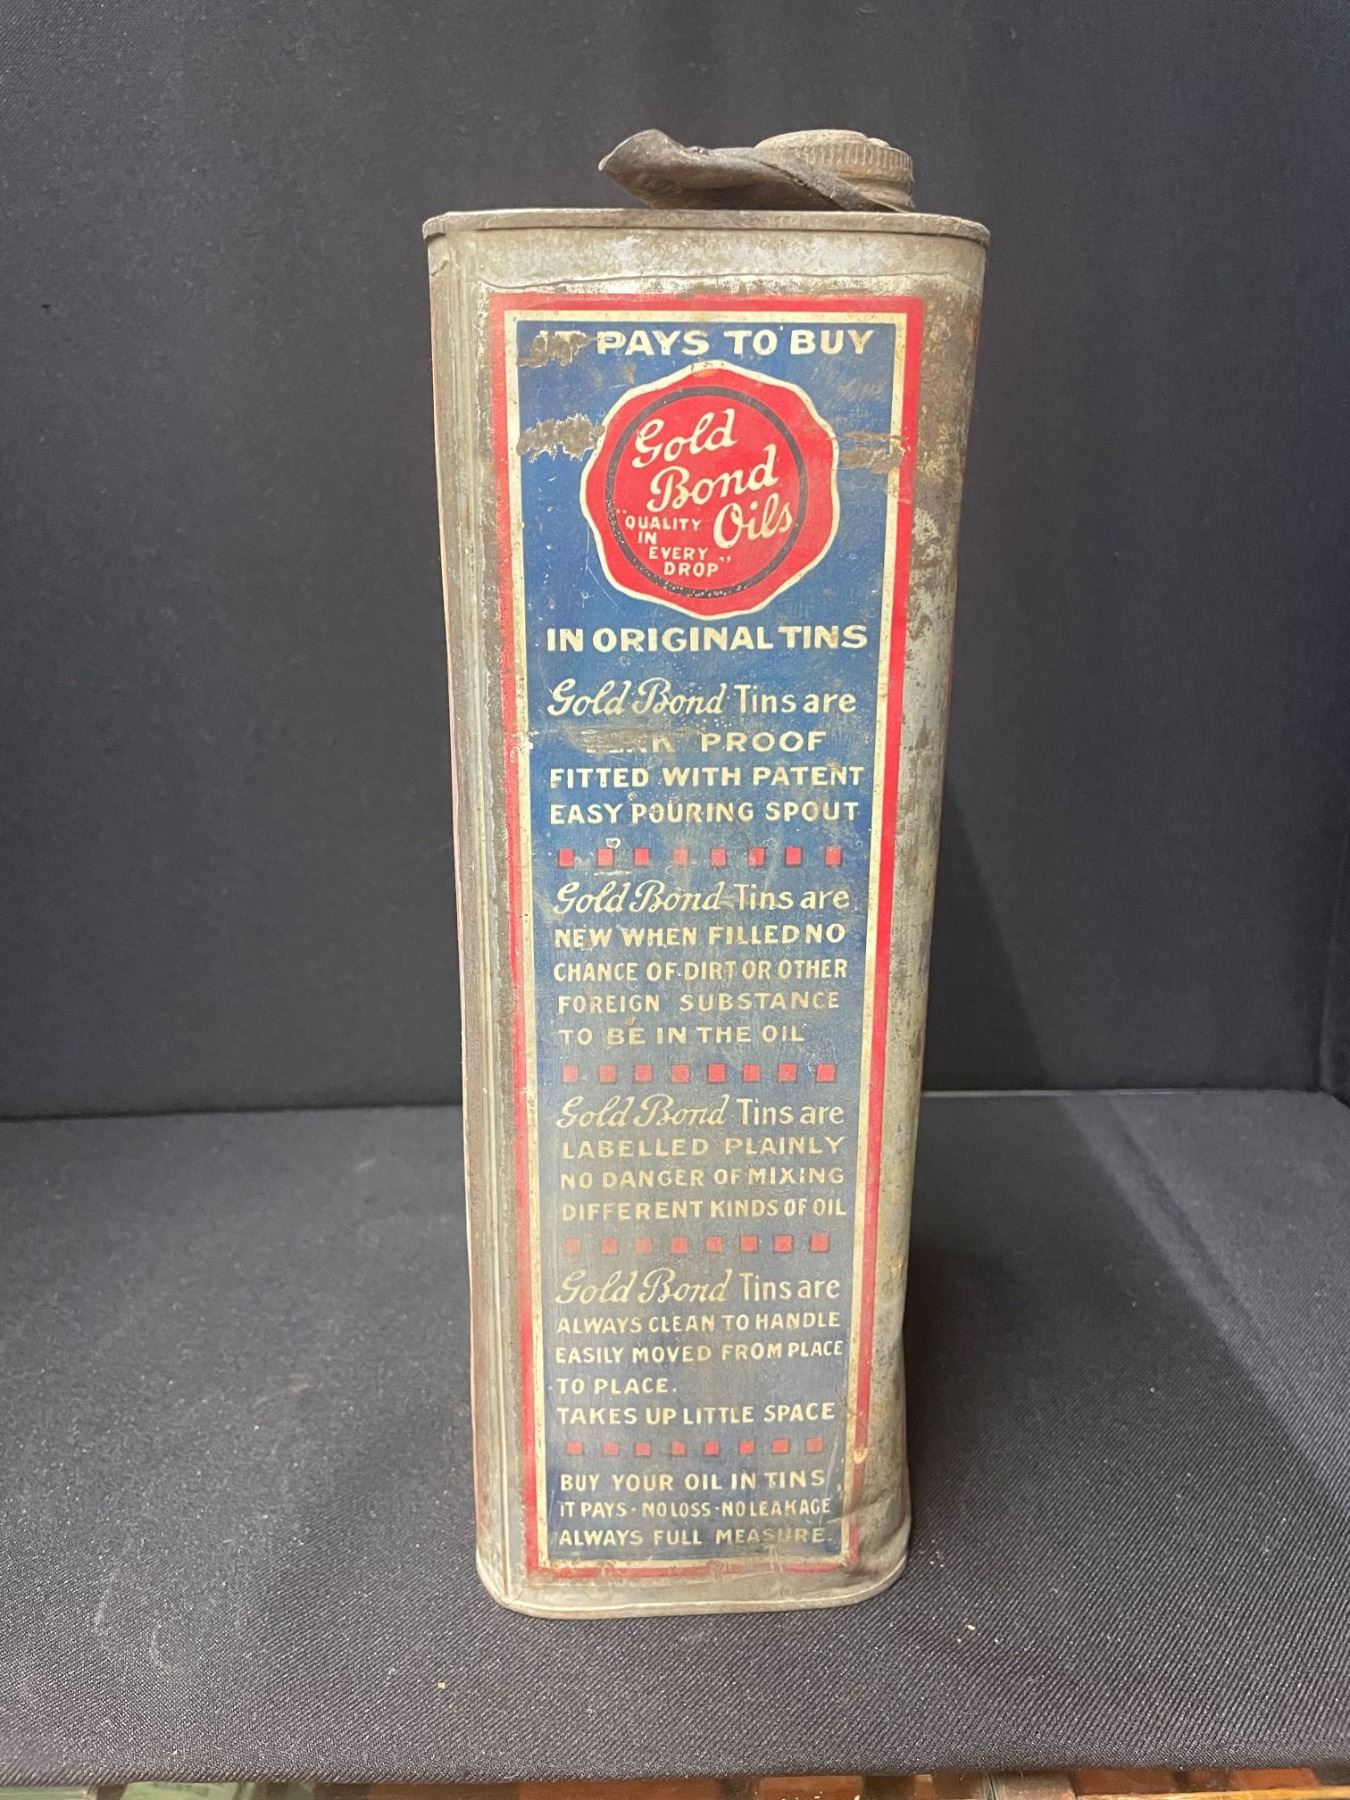 IT PAYS TO BUY
Gold
Bond
Oils
"QUALITY
IN
EVERY
DROP"
IN ORIGINAL TINS
Gold Bond Tins are
PROOF
FITTED WITH PATENT
EASY POURING SPOUT
Gold Bond Tins are
NEW WHEN FILLED NO
CHANCE OF DIRT OR OTHER
FOREIGN SUBSTANCE
TO BE IN THE OIL
Gold Bond Tins are
LABELLED PLAINLY
NO DANGER OF MIXING
DIFFERENT KINDS OF OIL
Gold Bond Tins are
ALWAYS CLEAN TO HANDLE
EASILY MOVED FROM PLACE
TO PLACE.
TAKES UP LITTLE SPACE
BUY YOUR OIL IN TINS
IT PAYS - NO LOSS - NO LEAKAGE
ALWAYS FULL MEASURE.